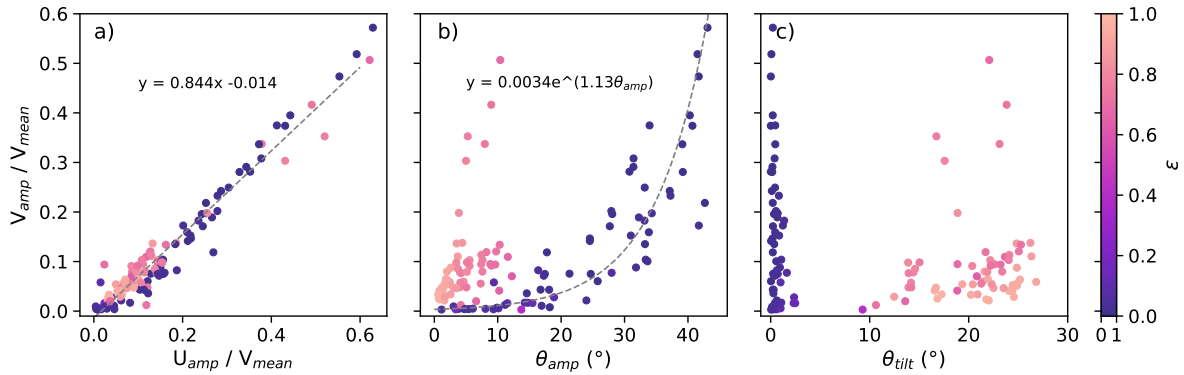 a)
b)
c)
y = 0.844x -0.014
y = 0.0034e^(1.13θamp)
0.6
0.5
0.4
0.3
0.2
0.1
0.0
Vamp / Vmean
0.0 0.2 0.4 0.6
Uamp / Vmean
0 10 20 30 40
θamp (°)
0 10 20 30
θtilt (°)
1.0
0.8
0.6
0.4
0.2
0.0
0 1
ε